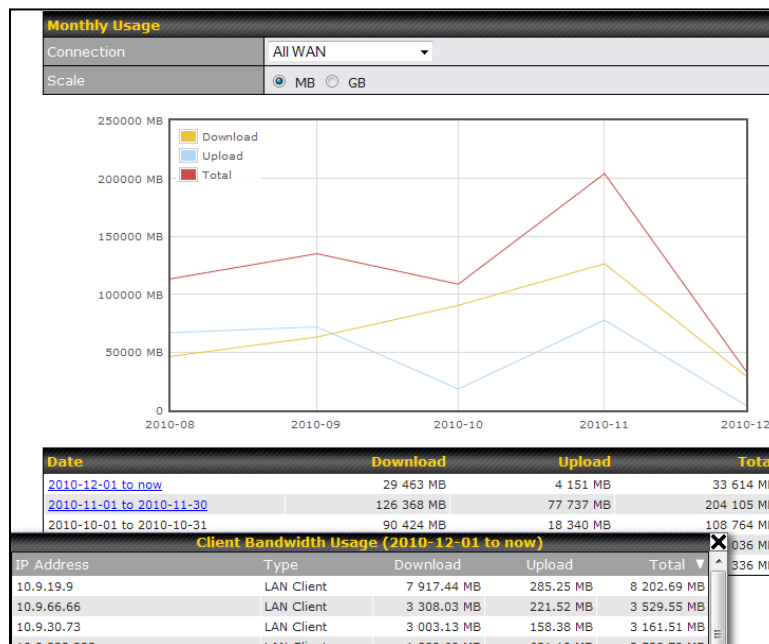 Monthly Usage
Connection All WAN
Scale MB GB
250000 MB
Download
Upload
Total
200000 MB
150000 MB
100000 MB
50000 MB
0
2010-08 2010-09 2010-10 2010-11 2010-12
Date Download Upload Tota
2010-12-01 to now 29 463 MB 4 151 MB 33 614 M
2010-11-01 to 2010-11-30 126 368 MB 77 737 MB 204 105 M
2010-10-01 to 2010-10-31 90 424 MB 18 340 MB 108 764 M
Client Bandwidth Usage (2010-12-01 to now) 036 M
IP Address Type Download Upload Total ▼ 336 M
10.9.19.9 LAN Client 7 917.44 MB 285.25 MB 8 202.69 MB
10.9.66.66 LAN Client 3 308.03 MB 221.52 MB 3 529.55 MB
10.9.30.73 LAN Client 3 003.13 MB 158.38 MB 3 161.51 MB